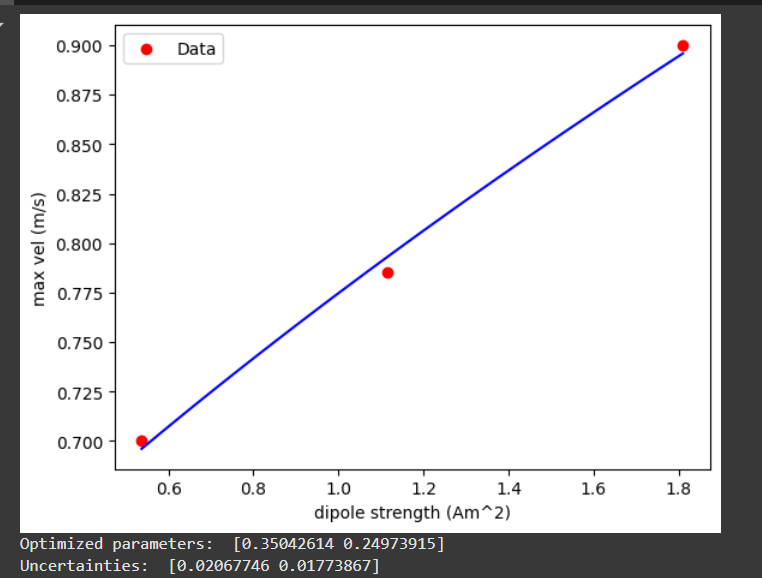 Data
0.900
0.875
0.850
0.825
0.800
0.775
0.750
0.725
0.700
max vel (m/s)
0.6 0.8 1.0 1.2 1.4 1.6 1.8
dipole strength (Am^2)
Optimized parameters:  [0.35042614 0.24973915]
Uncertainties:  [0.02067746 0.01773867]